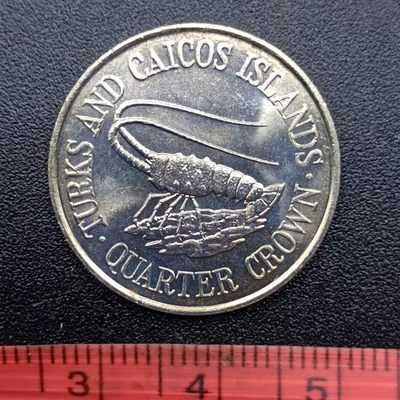 · TURKS AND CAICOS ISLANDS ·
QUARTER CROWN
3 4 5